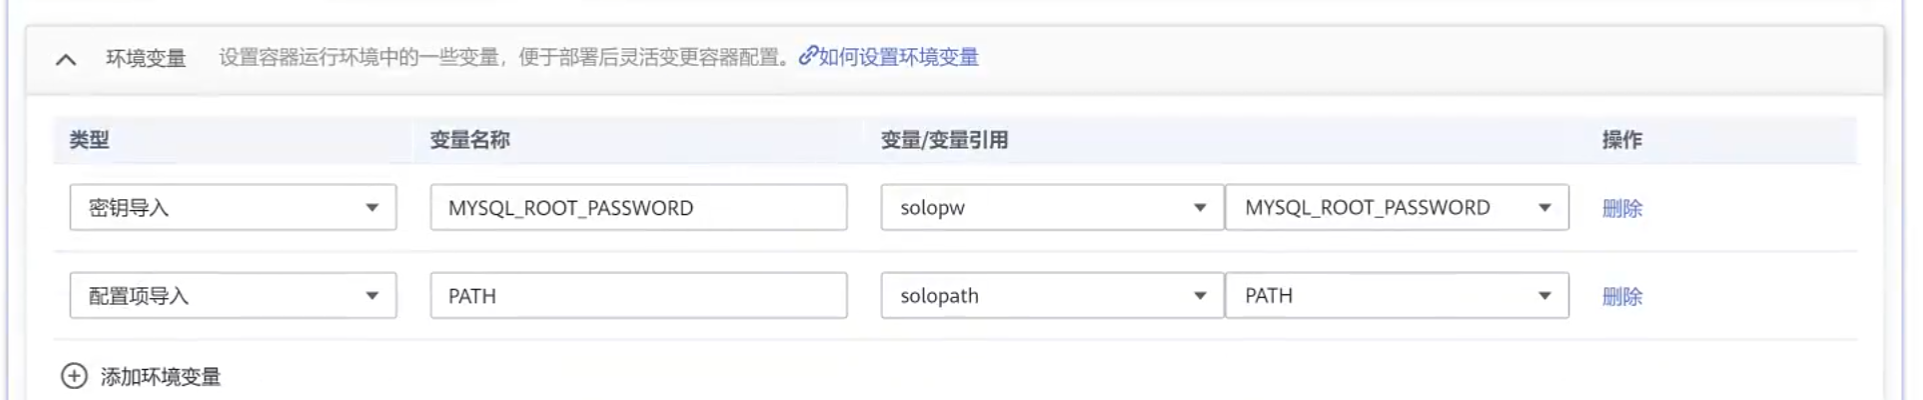 环境变量 设置容器运行环境中的一些变量，便于部署后灵活变更容器配置。如何设置环境变量
类型 变量名称 变量/变量引用 操作
密钥导入 MYSQL_ROOT_PASSWORD solopw MYSQL_ROOT_PASSWORD 删除
配置项导入 PATH solopath PATH 删除
添加环境变量